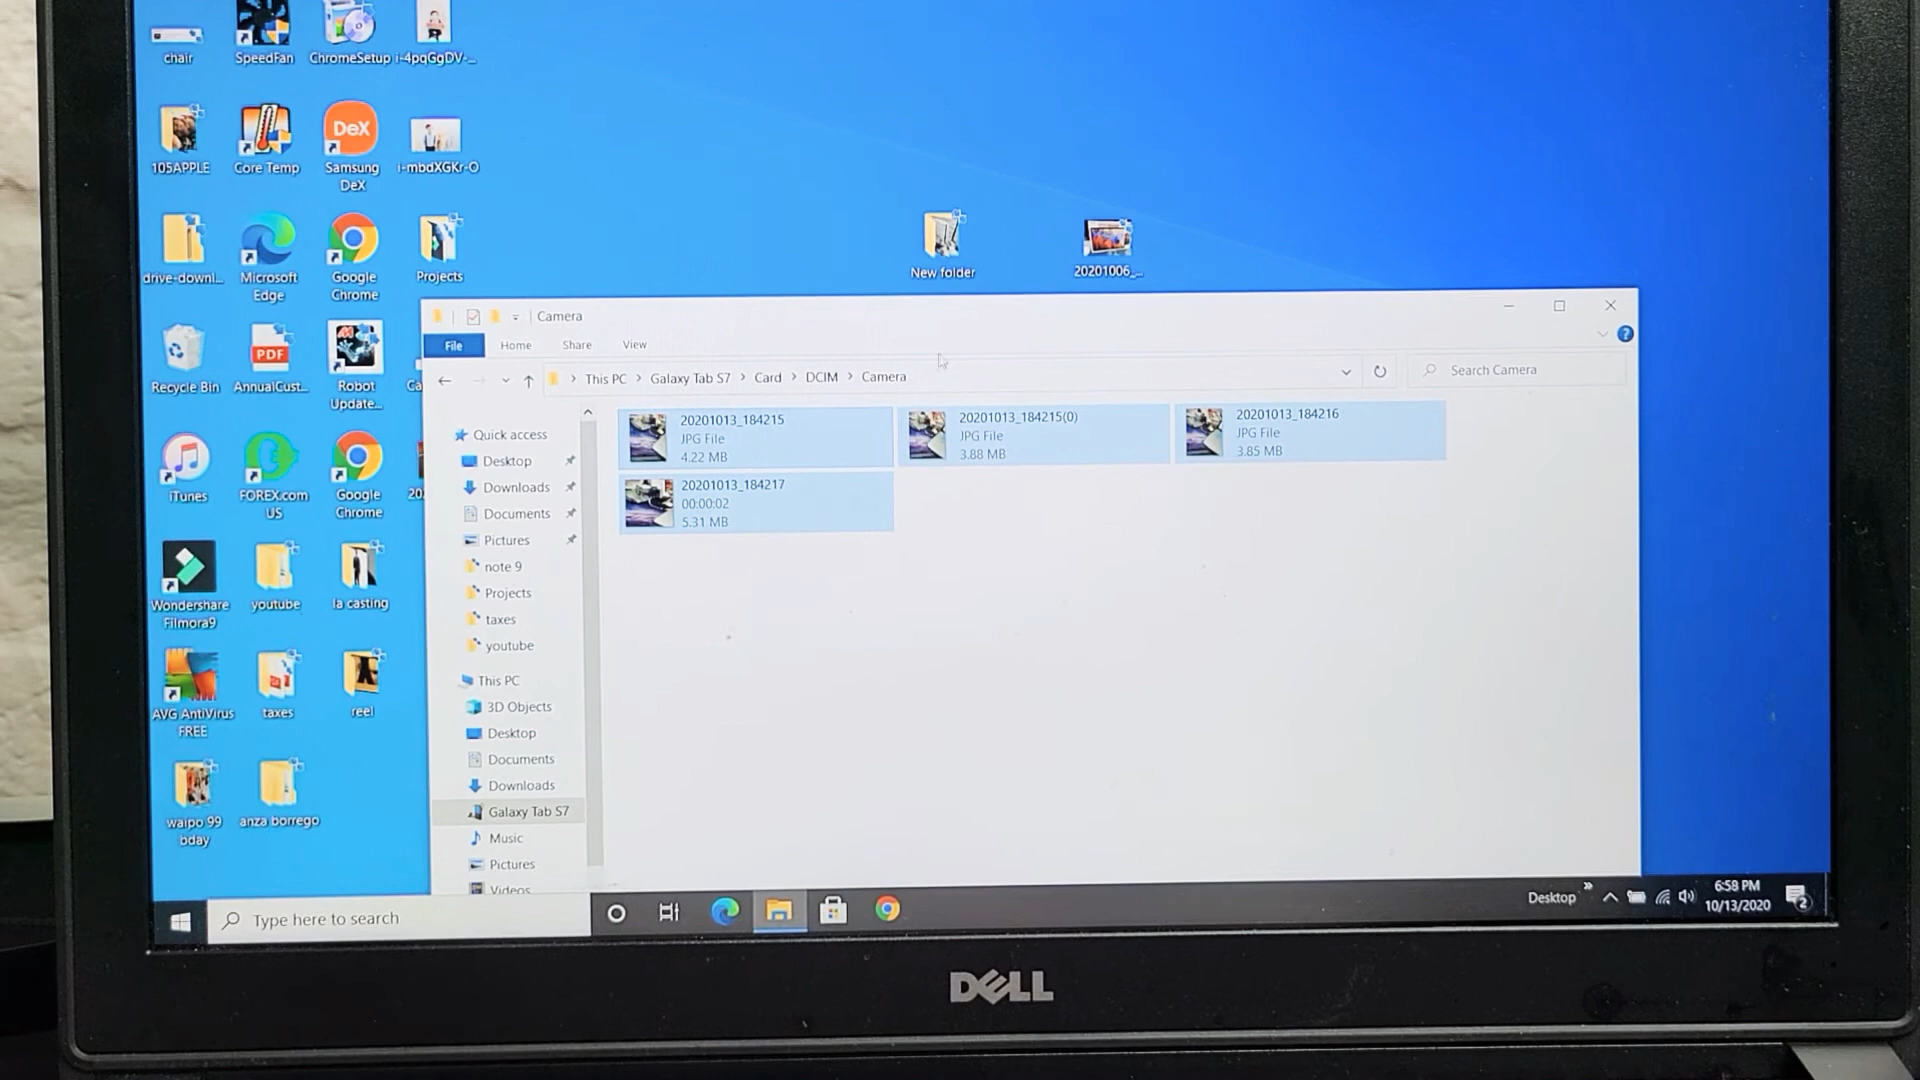 chair
SpeedFan
ChromeSetup
i-4pqGgDV-...
105APPLE
Core Temp
DeX
Samsung
DeX
i-mbdXGKr-O
drive-downl...
Microsoft
Edge
Google
Chrome
Projects
New folder
20201006_...
Recycle Bin
PDF
AnnualCust...
Robot
Update...
Ca
iTunes
FOREX.com
US
Google
Chrome
20
Wondershare
Filmora9
youtube
la casting
AVG AntiVirus
FREE
taxes
reel
waipo 99
bday
anza borrego
Camera
File Home Share View
This PC > Galaxy Tab S7 > Card > DCIM > Camera
Search Camera
Quick access
Desktop
Downloads
Documents
Pictures
note 9
Projects
taxes
youtube
This PC
3D Objects
Desktop
Documents
Downloads
Galaxy Tab S7
Music
Pictures
Videos
20201013_184215
JPG File
4.22 MB
20201013_184215(0)
JPG File
3.88 MB
20201013_184216
JPG File
3.85 MB
20201013_184217
00:00:02
5.31 MB
Type here to search
Desktop
6:58 PM
10/13/2020
2
DELL